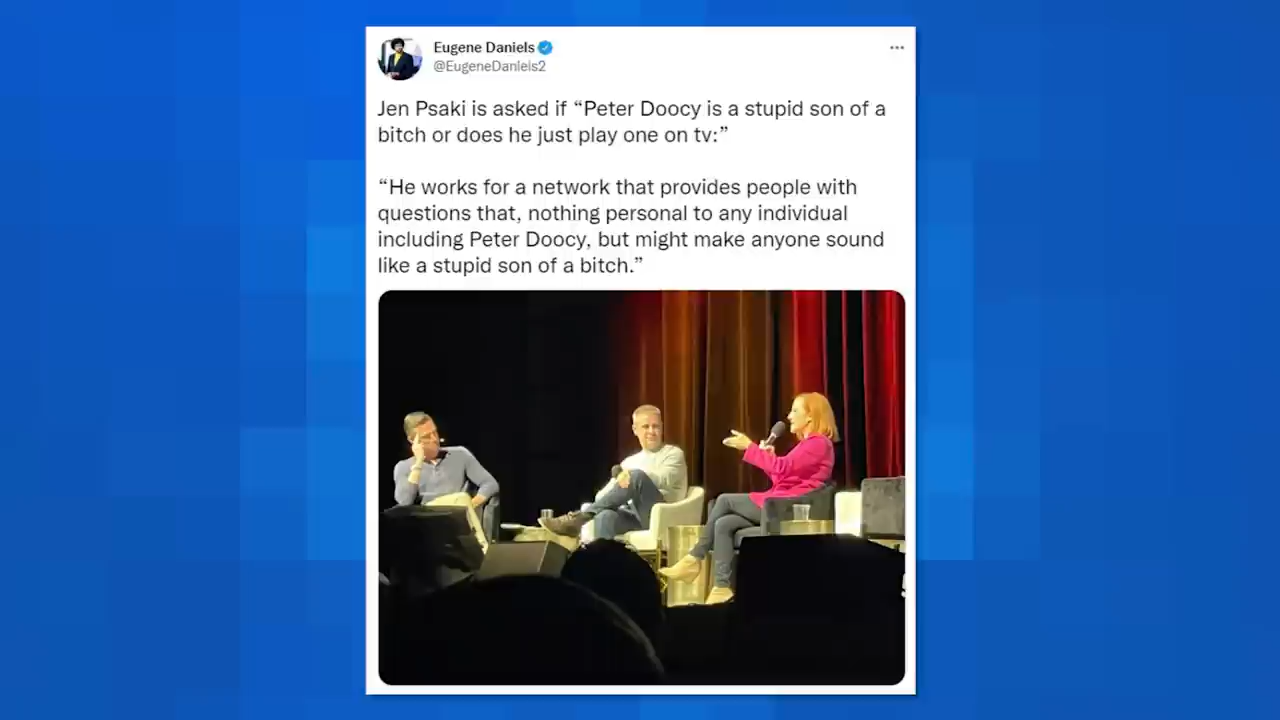 Eugene Daniels
@EugeneDaniels2
Jen Psaki is asked if “Peter Doocy is a stupid son of a
bitch or does he just play one on tv:”
“He works for a network that provides people with
questions that, nothing personal to any individual
including Peter Doocy, but might make anyone sound
like a stupid son of a bitch.”